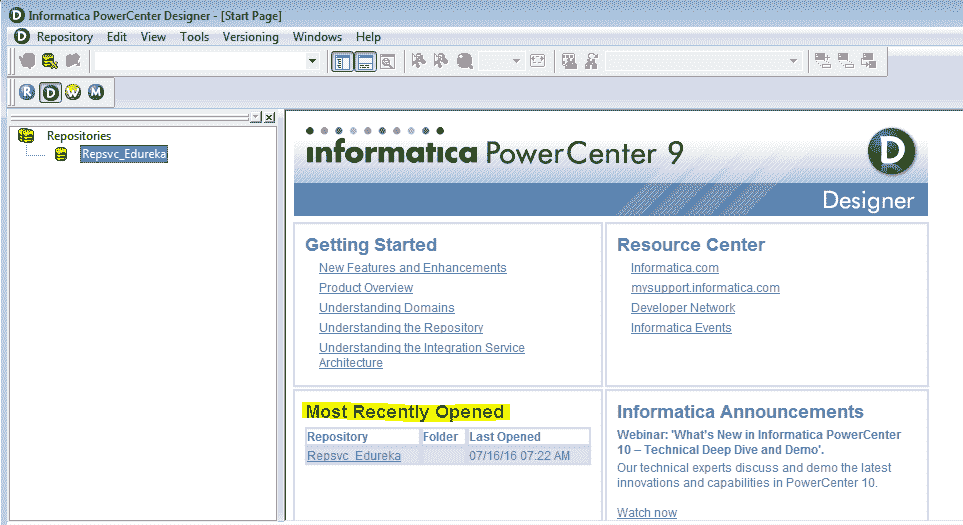 Informatica PowerCenter Designer - [Start Page]
Repository Edit View Tools Versioning Windows Help
R D W M
Repositories
Repsvc_Edureka
informatica PowerCenter 9
D
Designer
Getting Started
New Features and Enhancements
Product Overview
Understanding Domains
Understanding the Repository
Understanding the Integration Service
Architecture
Resource Center
Informatica.com
mysupport.informatica.com
Developer Network
Informatica Events
Most Recently Opened
Repository Folder Last Opened
Repsvc_Edureka 07/16/16 07:22 AM
Informatica Announcements
Webinar: 'What's New in Informatica PowerCenter
10 – Technical Deep Dive and Demo'.
Our technical experts discuss and demo the latest
innovations and capabilities in PowerCenter 10.
Watch now